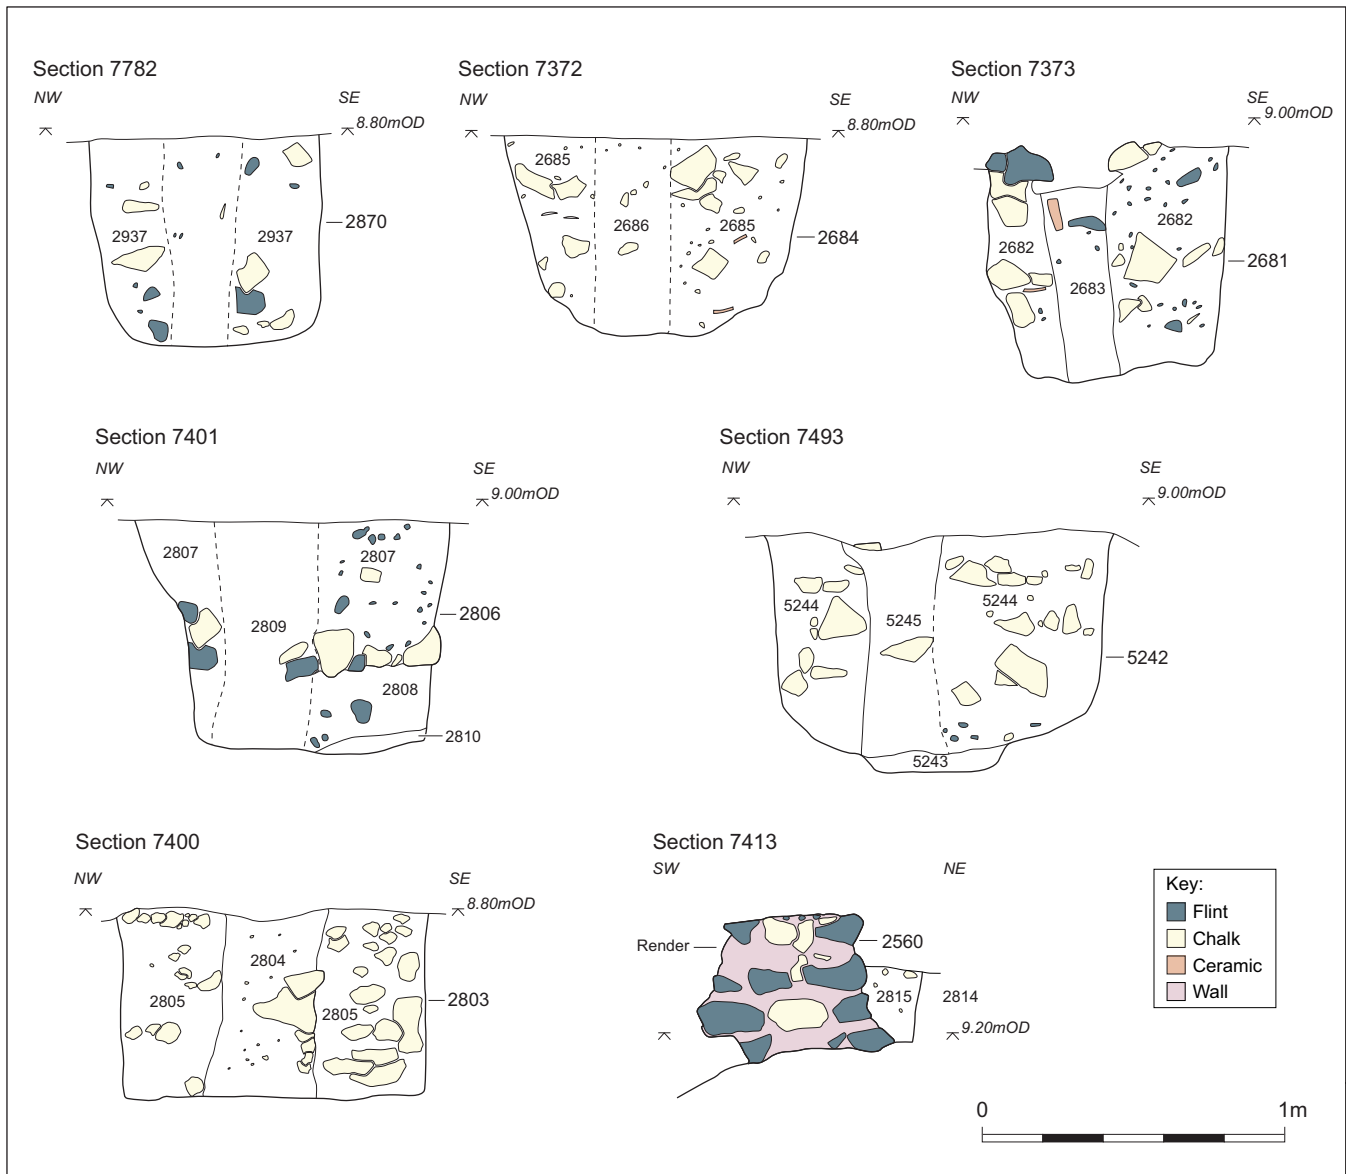 Section 7782
NW SE
8.80mOD
2937 2937
2870
Section 7372
NW SE
8.80mOD
2685
2686 2685
2684
Section 7373
NW SE
9.00mOD
2682
2682
2683
2681
Section 7401
NW SE
9.00mOD
2807 2807
2809
2806
2808
2810
Section 7493
NW SE
9.00mOD
5244 5244
5245
5242
5243
Section 7400
NW SE
8.80mOD
2804
2805 2805
2803
Section 7413
SW NE
Render
2560
2815 2814
9.20mOD
Key:
Flint
Chalk
Ceramic
Wall
0 1m